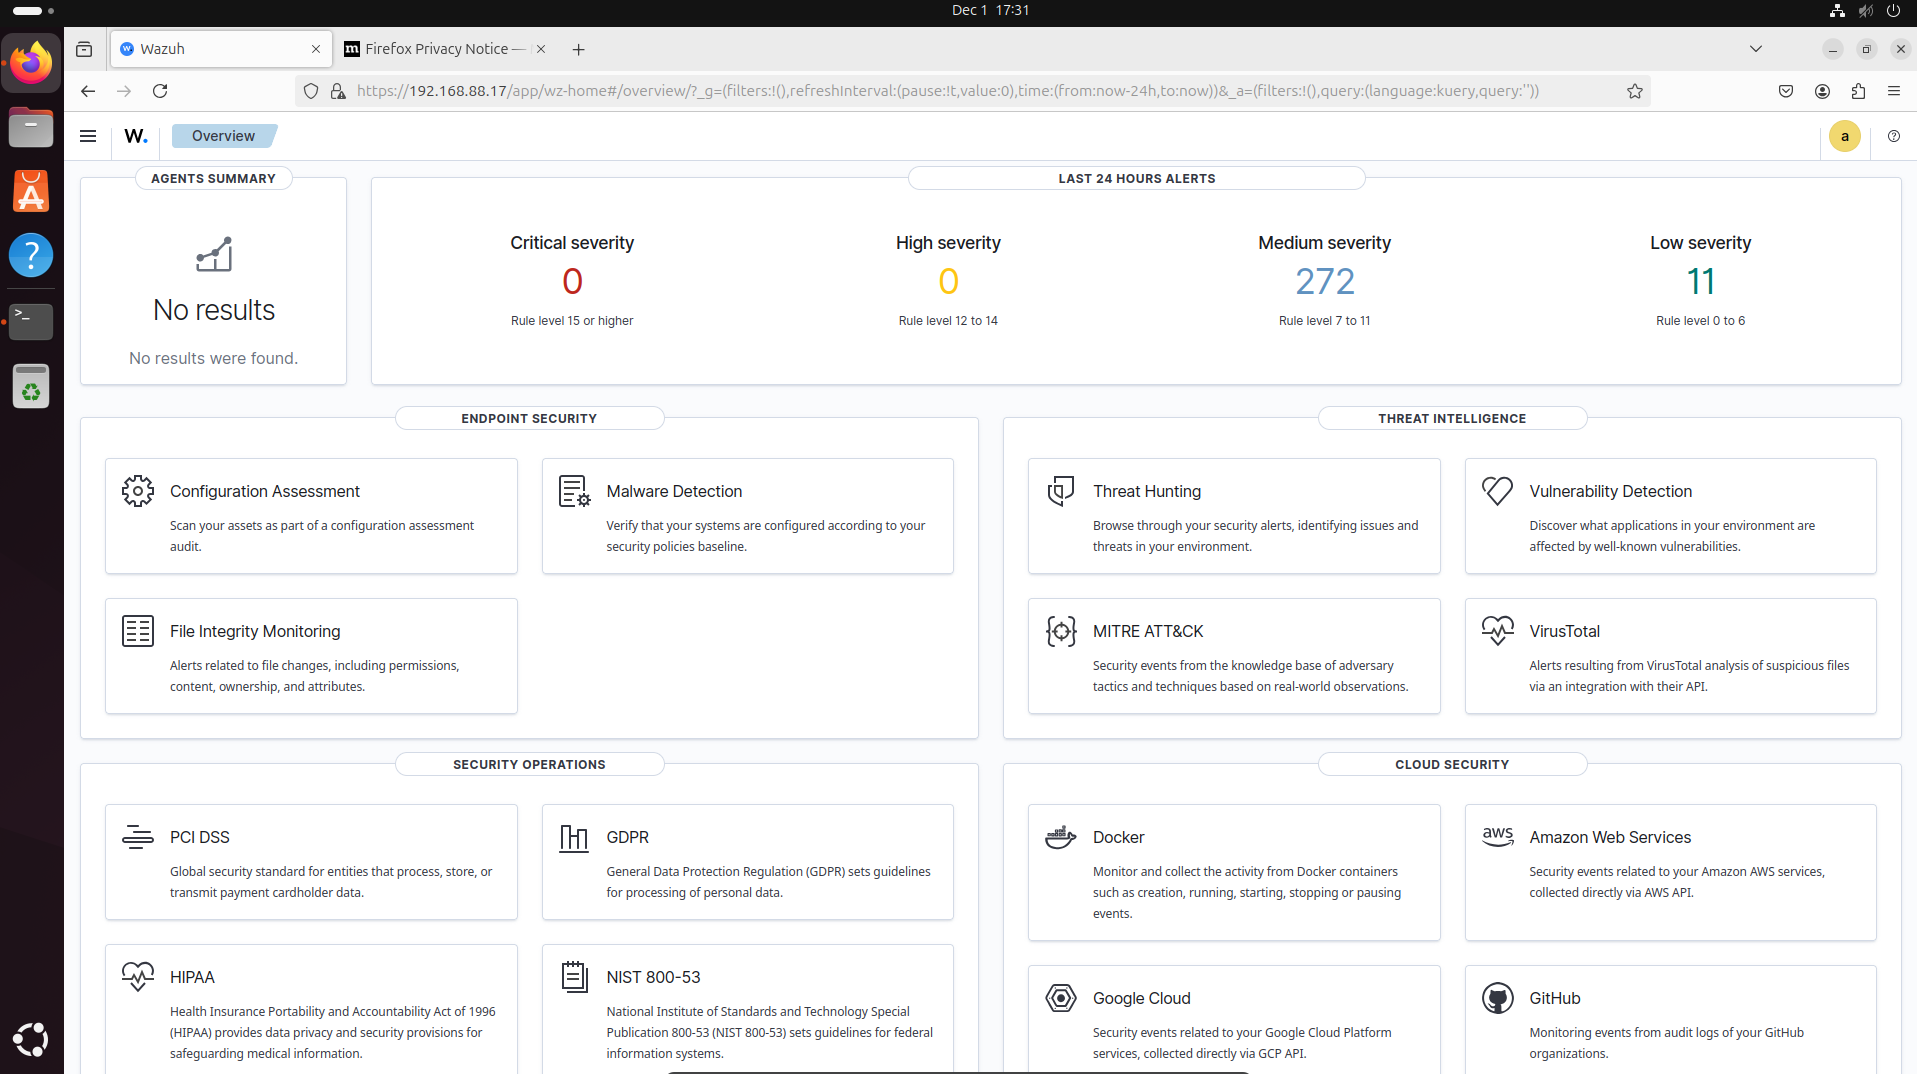 Dec 1 17:31
Wazuh
Firefox Privacy Notice —
https://192.168.88.17/app/wz-home#/overview/?_g=(filters:!(),refreshInterval:(pause:!t,value:0),time:(from:now-24h,to:now))&_a=(filters:!(),query:(language:kuery,query:''))
W.
Overview
a
AGENTS SUMMARY
No results
No results were found.
LAST 24 HOURS ALERTS
Critical severity
0
Rule level 15 or higher
High severity
0
Rule level 12 to 14
Medium severity
272
Rule level 7 to 11
Low severity
11
Rule level 0 to 6
ENDPOINT SECURITY
Configuration Assessment
Scan your assets as part of a configuration assessment
audit.
Malware Detection
Verify that your systems are configured according to your
security policies baseline.
File Integrity Monitoring
Alerts related to file changes, including permissions,
content, ownership, and attributes.
THREAT INTELLIGENCE
Threat Hunting
Browse through your security alerts, identifying issues and
threats in your environment.
Vulnerability Detection
Discover what applications in your environment are
affected by well-known vulnerabilities.
MITRE ATT&CK
Security events from the knowledge base of adversary
tactics and techniques based on real-world observations.
VirusTotal
Alerts resulting from VirusTotal analysis of suspicious files
via an integration with their API.
SECURITY OPERATIONS
PCI DSS
Global security standard for entities that process, store, or
transmit payment cardholder data.
GDPR
General Data Protection Regulation (GDPR) sets guidelines
for processing of personal data.
HIPAA
Health Insurance Portability and Accountability Act of 1996
(HIPAA) provides data privacy and security provisions for
safeguarding medical information.
NIST 800-53
National Institute of Standards and Technology Special
Publication 800-53 (NIST 800-53) sets guidelines for federal
information systems.
CLOUD SECURITY
Docker
Monitor and collect the activity from Docker containers
such as creation, running, starting, stopping or pausing
events.
aws
Amazon Web Services
Security events related to your Amazon AWS services,
collected directly via AWS API.
Google Cloud
Security events related to your Google Cloud Platform
services, collected directly via GCP API.
GitHub
Monitoring events from audit logs of your GitHub
organizations.